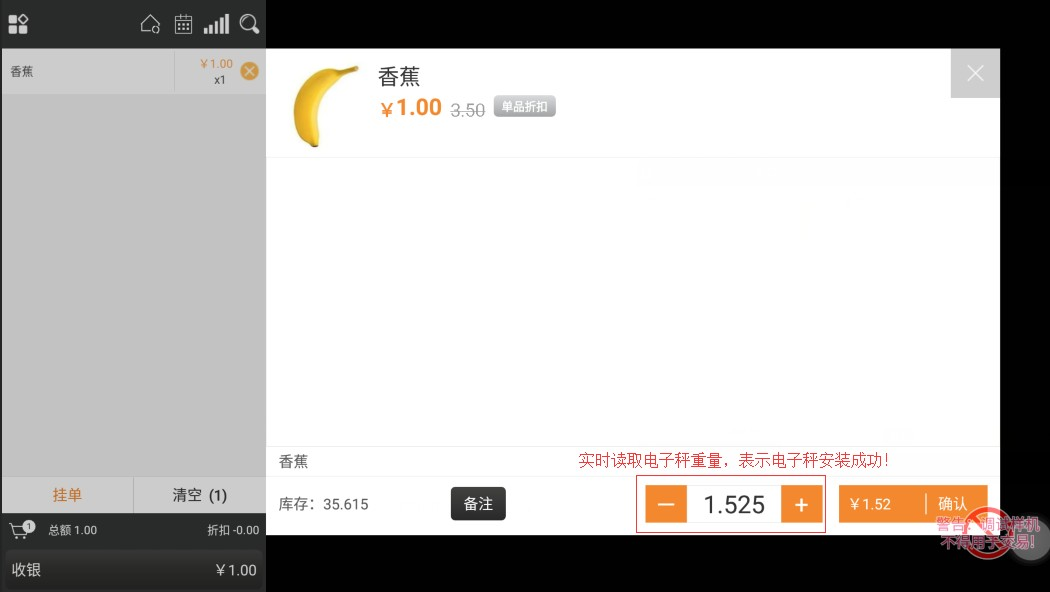 香蕉
￥1.00
x1
香蕉
￥1.00 3.50 单品折扣
香蕉
实时读取电子秤重量，表示电子秤安装成功！
库存：35.615
备注
— 1.525 +
￥1.52 确认
挂单
清空 (1)
1
总额 1.00
折扣 -0.00
收银
￥1.00
警告：调试样机
不得用于交易！